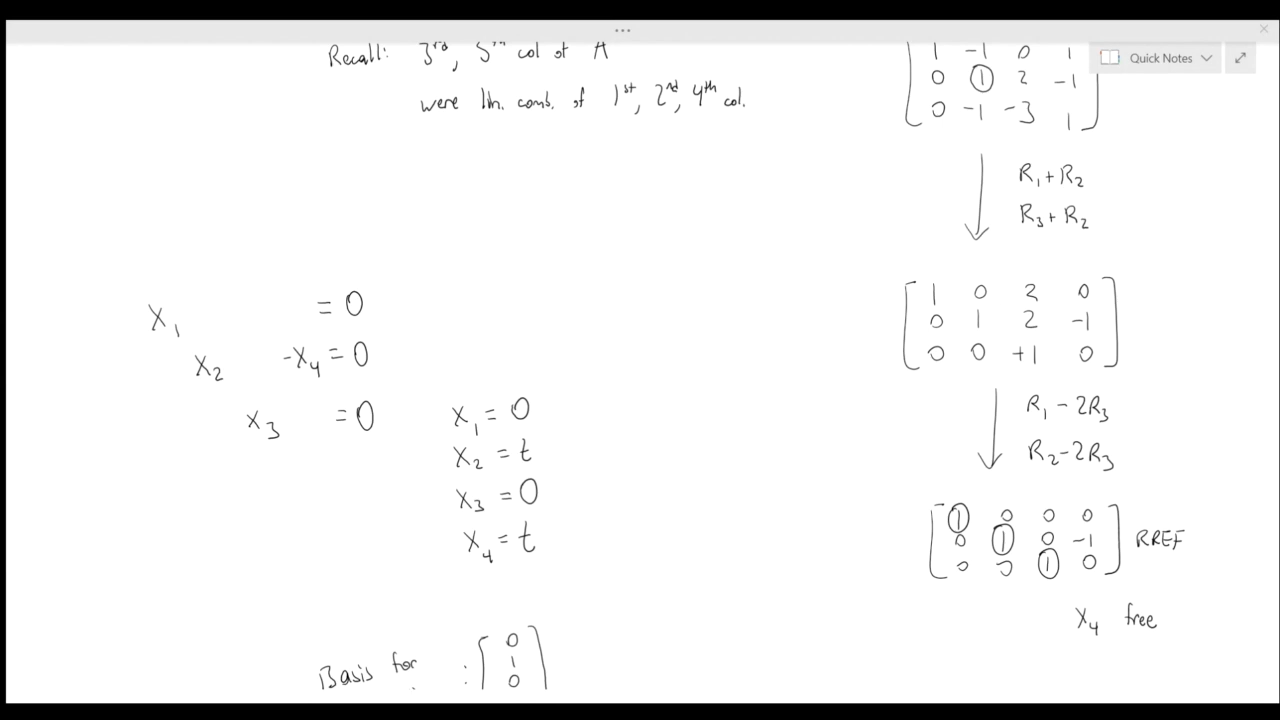 Recall: 3rd, 5th col of A
were lin. comb. of 1st, 2nd, 4th col.
1 -1 0 1
0 1 2 -1
0 -1 -3 1
Quick Notes
R₁+R₂
R₃+R₂
1 0 2 0
0 1 2 -1
0 0 +1 0
R₁ - 2R₃
R₂-2R₃
1 0 0 0
0 1 0 -1
0 0 1 0
RREF
X₄ free
X₁ = 0
X₂ -X₄ = 0
X₃ = 0
X₁ = 0
X₂ = t
X₃ = 0
X₄ = t
Basis for :
0
1
0